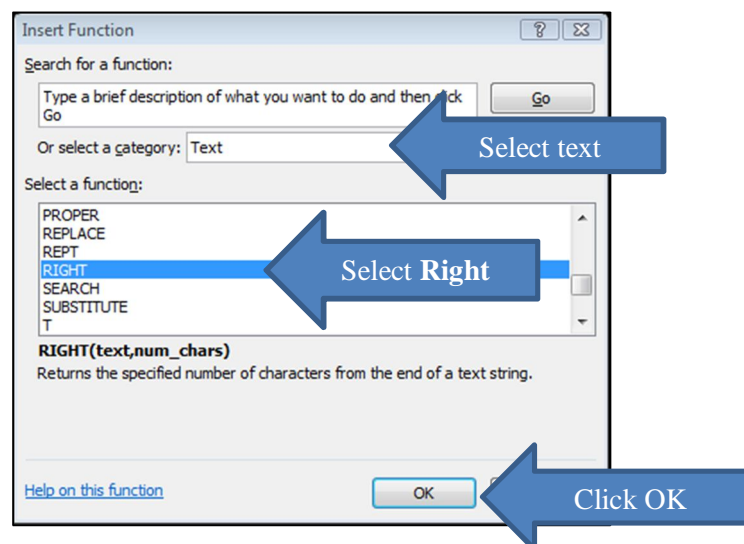 Insert Function
Search for a function:
Type a brief description of what you want to do and then click
Go
Go
Or select a category: Text
Select text
Select a function:
PROPER
REPLACE
REPT
RIGHT
SEARCH
SUBSTITUTE
T
Select Right
RIGHT(text,num_chars)
Returns the specified number of characters from the end of a text string.
Help on this function
OK
Click OK